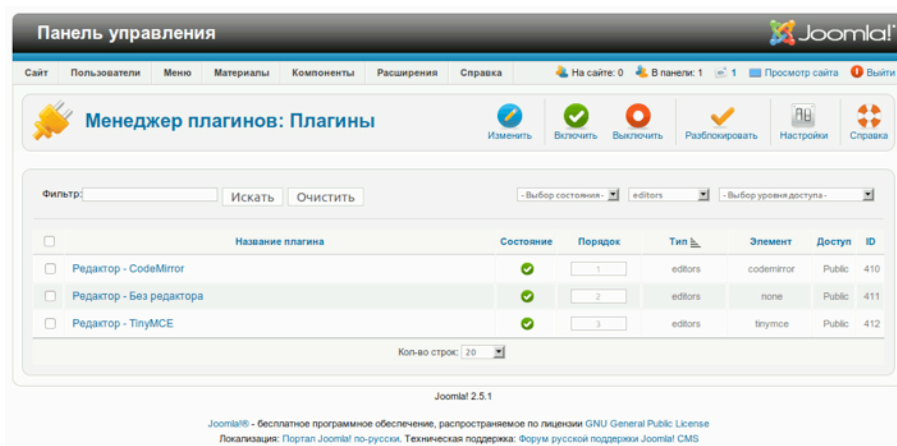 Панель управления
Joomla!
Сайт Пользователи Меню Материалы Компоненты Расширения Справка На сайте: 0 В панели: 1 1 Просмотр сайта Выйти
Менеджер плагинов: Плагины
Изменить Включить Выключить Разблокировать Настройки Справка
Фильтр: Искать Очистить - Выбор состояния - editors - Выбор уровня доступа -
Название плагина Состояние Порядок Тип Элемент Доступ ID
Редактор - CodeMirror 1 editors codemirror Public 410
Редактор - Без редактора 2 editors none Public 411
Редактор - TinyMCE 3 editors tinymce Public 412
Кол-во строк: 20
Joomla! 2.5.1
Joomla!® - бесплатное программное обеспечение, распространяемое по лицензии GNU General Public License
Локализация: Портал Joomla! по-русски. Техническая поддержка: Форум русской поддержки Joomla! CMS